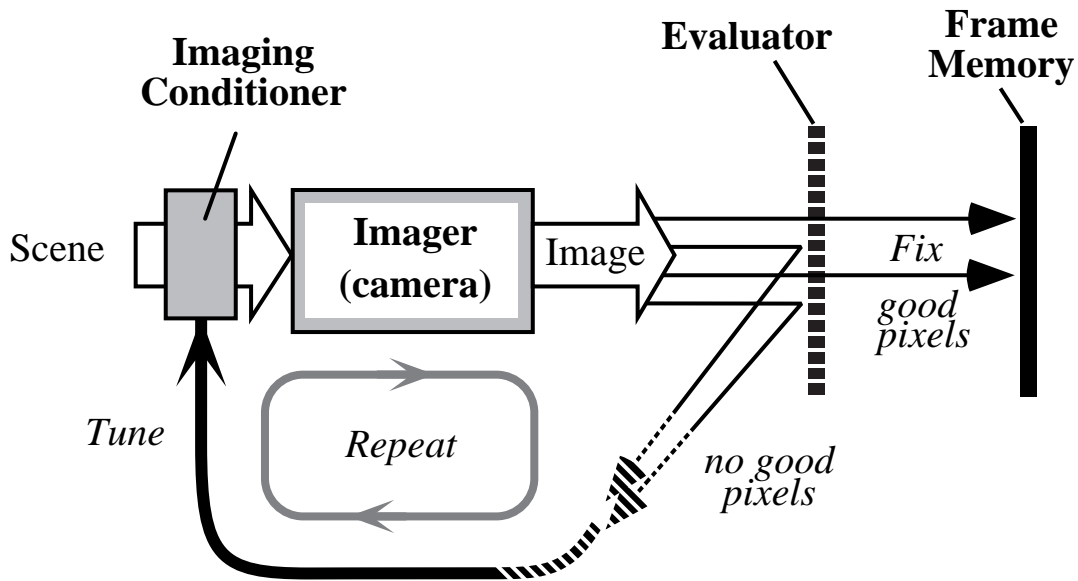 Imaging
Conditioner
Evaluator
Frame
Memory
Scene
Imager
(camera)
Image
Fix
good
pixels
Tune
Repeat
no good
pixels